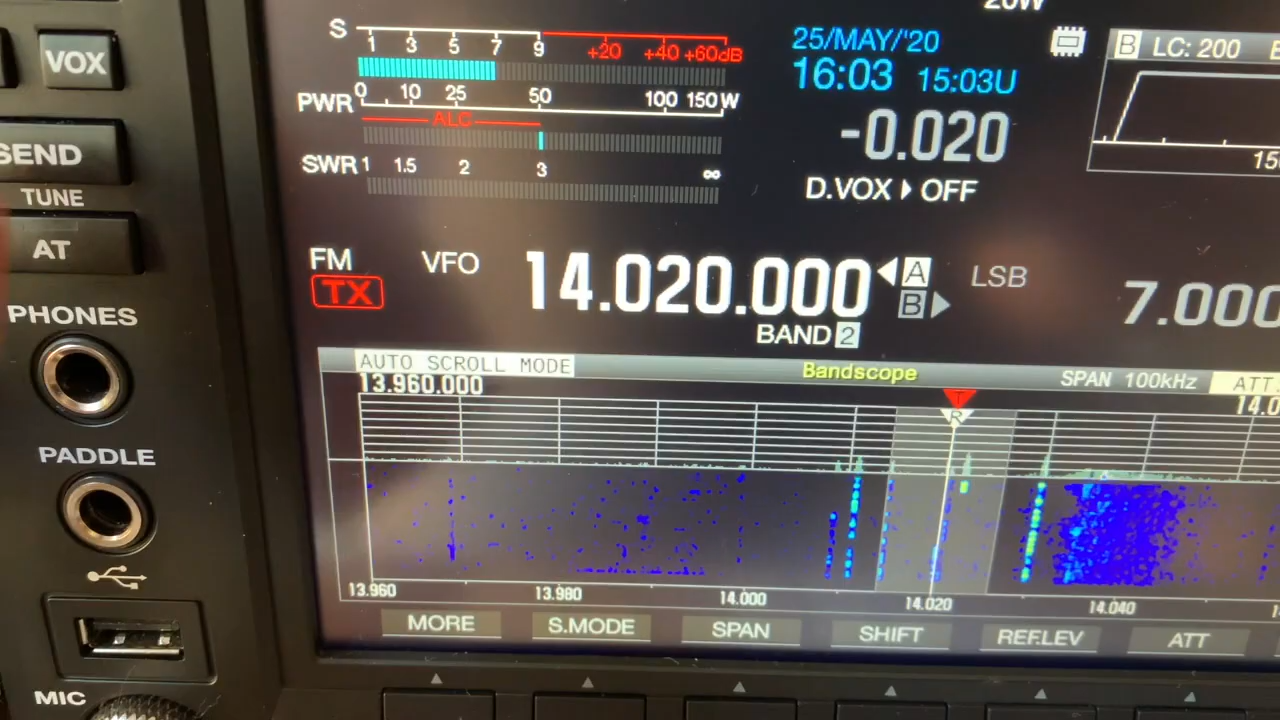 20W
VOX
S
1 3 5 7 9 +20 +40 +60dB
25/MAY/'20
B LC: 200
16:03 15:03U
PWR 0 10 25 50 100 150 W
ALC
-0.020
SEND
SWR 1 1.5 2 3 ∞
D.VOX ▶ OFF
TUNE
AT
FM
VFO
14.020.000
A
B
LSB
TX
7.000
BAND 2
PHONES
AUTO SCROLL MODE
Bandscope
SPAN 100kHz
ATT
13.960.000
14.0
T
R
PADDLE
13.960 13.980 14.000 14.020 14.040
MORE S.MODE SPAN SHIFT REF.LEV ATT
MIC